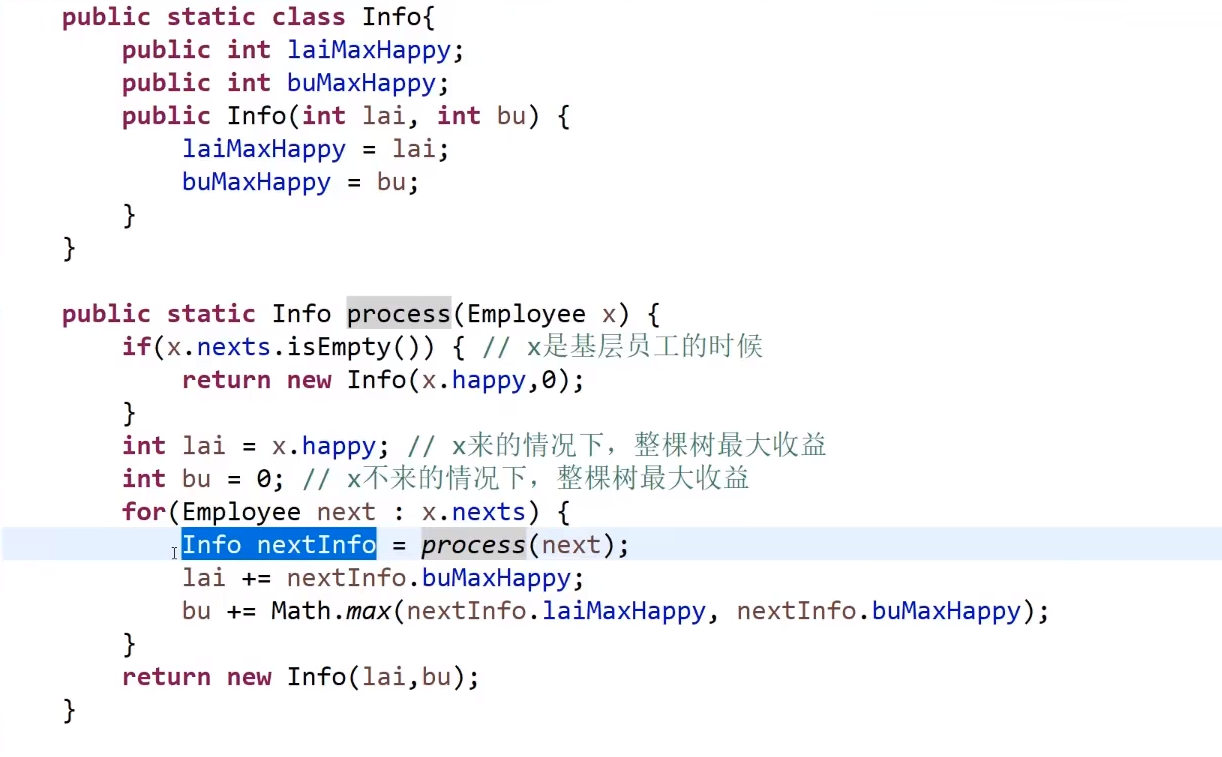 public static class Info{
    public int laiMaxHappy;
    public int buMaxHappy;
    public Info(int lai, int bu) {
        laiMaxHappy = lai;
        buMaxHappy = bu;
    }
}
public static Info process(Employee x) {
    if(x.nexts.isEmpty()) { // x是基层员工的时候
        return new Info(x.happy,0);
    }
    int lai = x.happy; // x来的情况下，整棵树最大收益
    int bu = 0; // x不来的情况下，整棵树最大收益
    for(Employee next : x.nexts) {
        Info nextInfo = process(next);
        lai += nextInfo.buMaxHappy;
        bu += Math.max(nextInfo.laiMaxHappy, nextInfo.buMaxHappy);
    }
    return new Info(lai,bu);
}